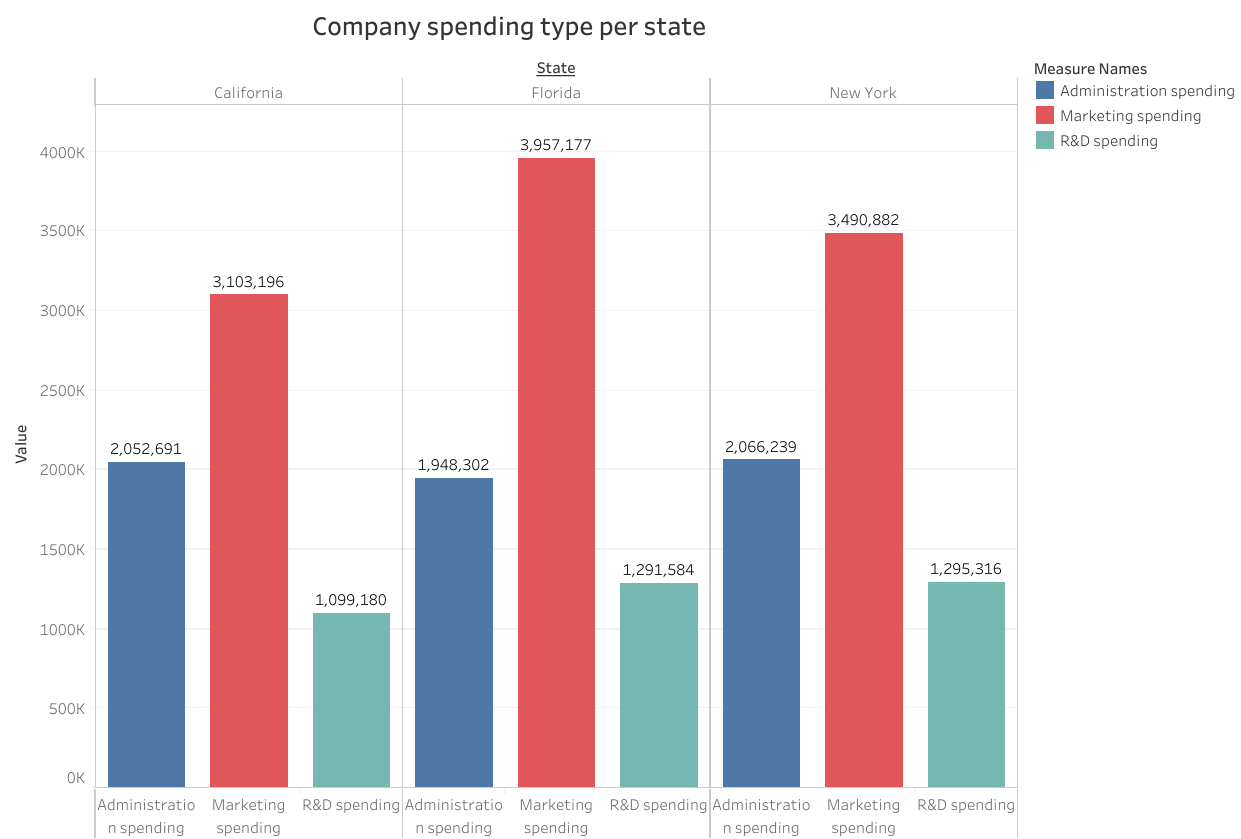 Company spending type per state
State
California
Florida
New York
Measure Names
Administration spending
Marketing spending
R&D spending
Value
4000K
3500K
3000K
2500K
2000K
1500K
1000K
500K
0K
2,052,691
3,103,196
1,099,180
1,948,302
3,957,177
1,291,584
2,066,239
3,490,882
1,295,316
Administratio
n spending
Marketing
spending
R&D spending
Administratio
n spending
Marketing
spending
R&D spending
Administratio
n spending
Marketing
spending
R&D spending